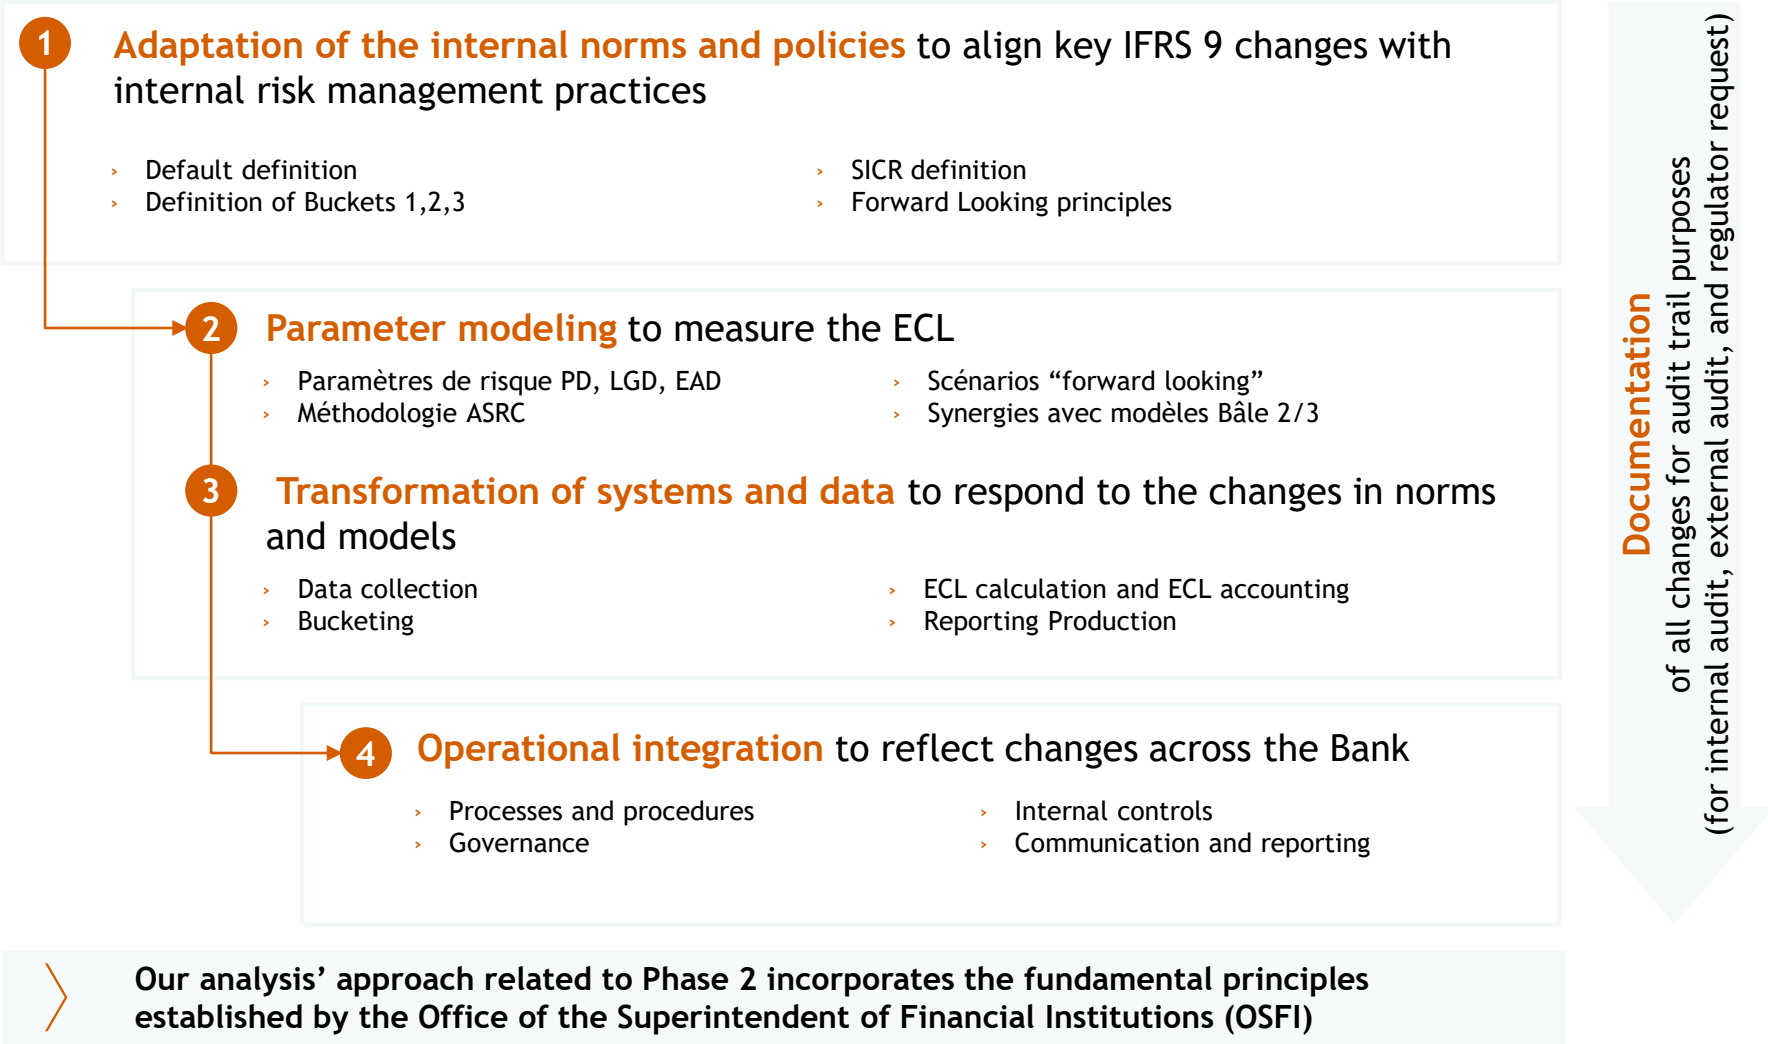 1
Adaptation of the internal norms and policies to align key IFRS 9 changes with
internal risk management practices
› Default definition
› Definition of Buckets 1,2,3
› SICR definition
› Forward Looking principles
2
Parameter modeling to measure the ECL
› Paramètres de risque PD, LGD, EAD
› Méthodologie ASRC
› Scénarios “forward looking”
› Synergies avec modèles Bâle 2/3
3
Transformation of systems and data to respond to the changes in norms
and models
› Data collection
› Bucketing
› ECL calculation and ECL accounting
› Reporting Production
4
Operational integration to reflect changes across the Bank
› Processes and procedures
› Governance
› Internal controls
› Communication and reporting
Documentation
of all changes for audit trail purposes
(for internal audit, external audit, and regulator request)
Our analysis’ approach related to Phase 2 incorporates the fundamental principles
established by the Office of the Superintendent of Financial Institutions (OSFI)